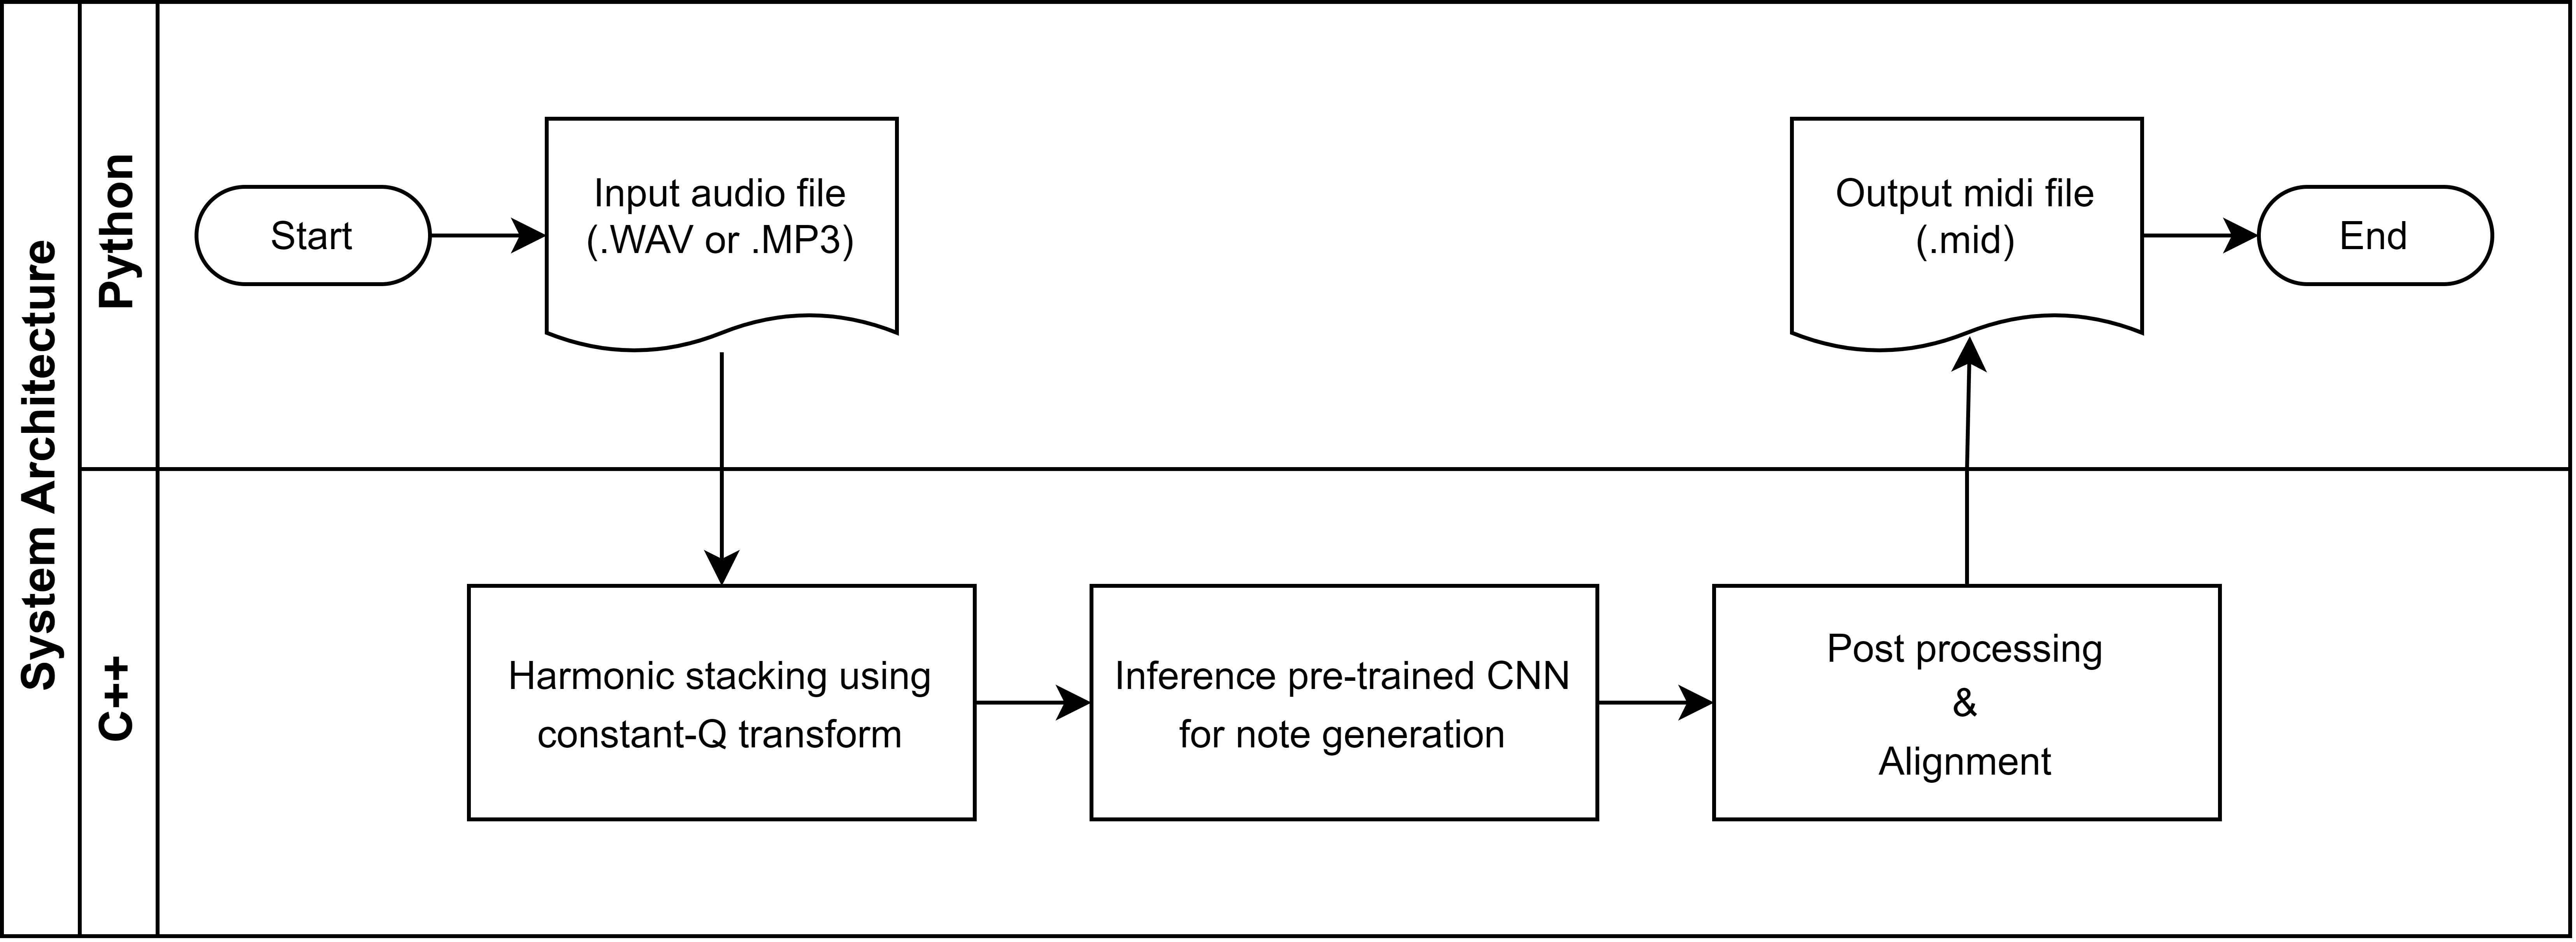 System Architecture
Python
Start
Input audio file
(.WAV or .MP3)
Output midi file
(.mid)
End
C++
Harmonic stacking using
constant-Q transform
Inference pre-trained CNN
for note generation
Post processing
&
Alignment